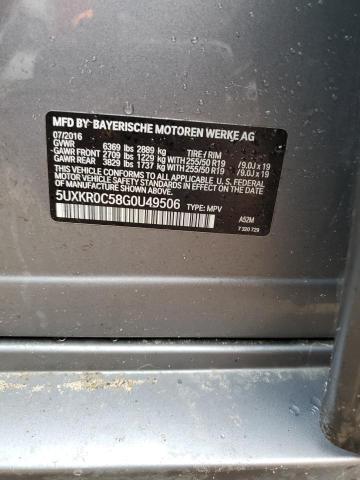 MFD BY BAYERISCHE MOTOREN WERKE AG
07/2016
GVWR 6369 lbs 2889 kg TIRE / RIM
GAWR FRONT 2709 lbs 1229 kg WITH 255/50 R19 /9.0J x 19
GAWR REAR 3829 lbs 1737 kg WITH 255/50 R19 /9.0J x 19
THIS VEHICLE CONFORMS TO ALL APPLICABLE U.S. FEDERAL
MOTOR VEHICLE SAFETY STANDARDS IN EFFECT
ON THE DATE OF MANUFACTURE SHOWN ABOVE.
5UXKR0C58G0U49506 TYPE: MPV A52M
7 320 729